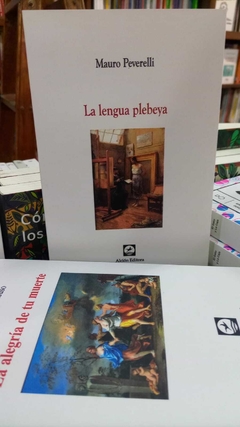 Mauro Peverelli
La lengua plebeya
Alción Editora
La alegría de tu muerte